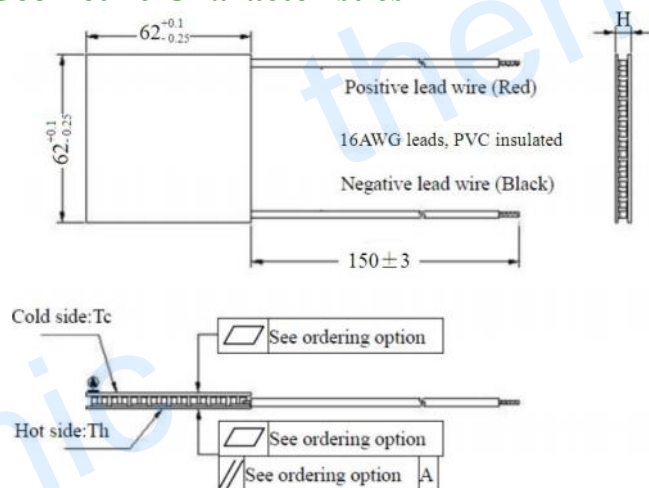 62+0.1-0.25
H
Positive lead wire (Red)
62+0.1-0.25
16AWG leads, PVC insulated
Negative lead wire (Black)
150±3
Cold side:Tc
See ordering option
A
Hot side:Th
See ordering option
See ordering option A